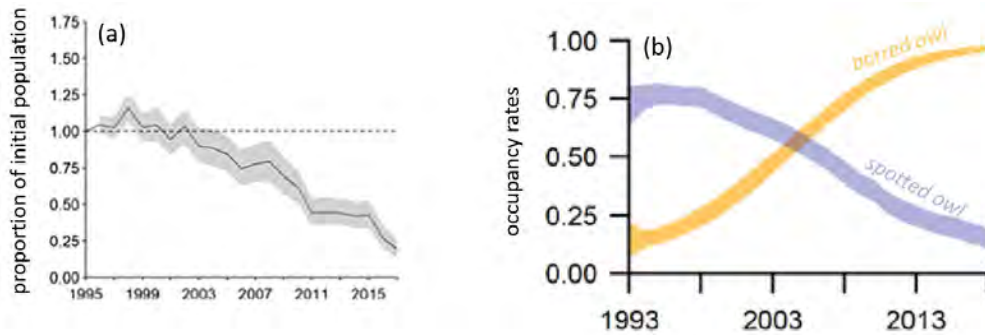 proportion of initial population
(a)
1.75
1.50
1.25
1.00
0.75
0.50
0.25
0.00
1995 1999 2003 2007 2011 2015
occupancy rates
(b)
1.00
0.75
0.50
0.25
0.00
barred owl
spotted owl
1993 2003 2013